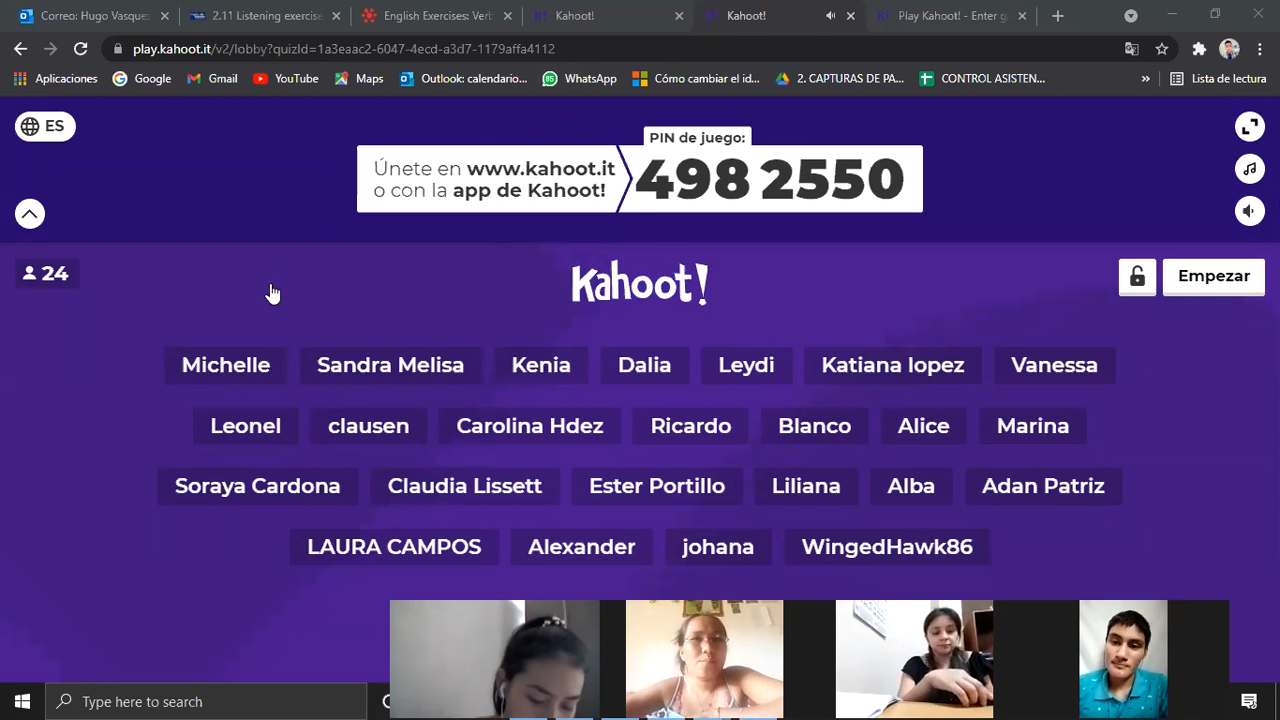 Correo: Hugo Vasquez
2.11 Listening exercise
English Exercises: Verb
Kahoot!
Kahoot!
Play Kahoot! - Enter g
play.kahoot.it/v2/lobby?quizId=1a3eaac2-6047-4ecd-a3d7-1179affa4112
Aplicaciones Google Gmail YouTube Maps Outlook: calendario... 85 WhatsApp Cómo cambiar el id... 2. CAPTURAS DE PA... CONTROL ASISTEN... » Lista de lectura
ES
PIN de juego:
Únete en www.kahoot.it
o con la app de Kahoot!
498 2550
24
Kahoot!
Empezar
Michelle Sandra Melisa Kenia Dalia Leydi Katiana lopez Vanessa
Leonel clausen Carolina Hdez Ricardo Blanco Alice Marina
Soraya Cardona Claudia Lissett Ester Portillo Liliana Alba Adan Patriz
LAURA CAMPOS Alexander johana WingedHawk86
Type here to search